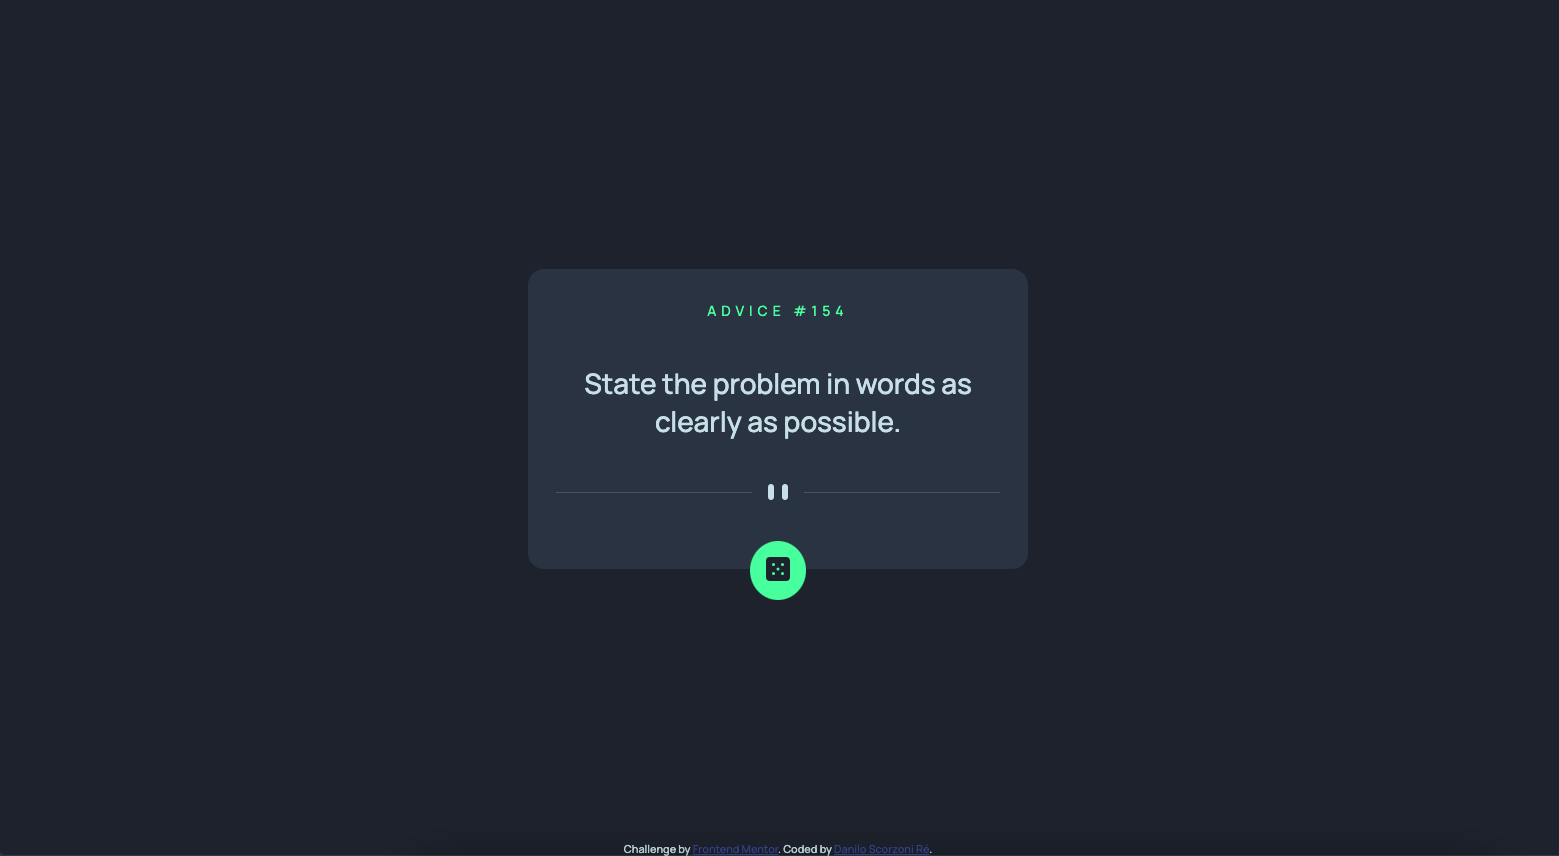 ADVICE #154
State the problem in words as
clearly as possible.
Challenge by Frontend Mentor. Coded by Danilo Scorzoni Ré.